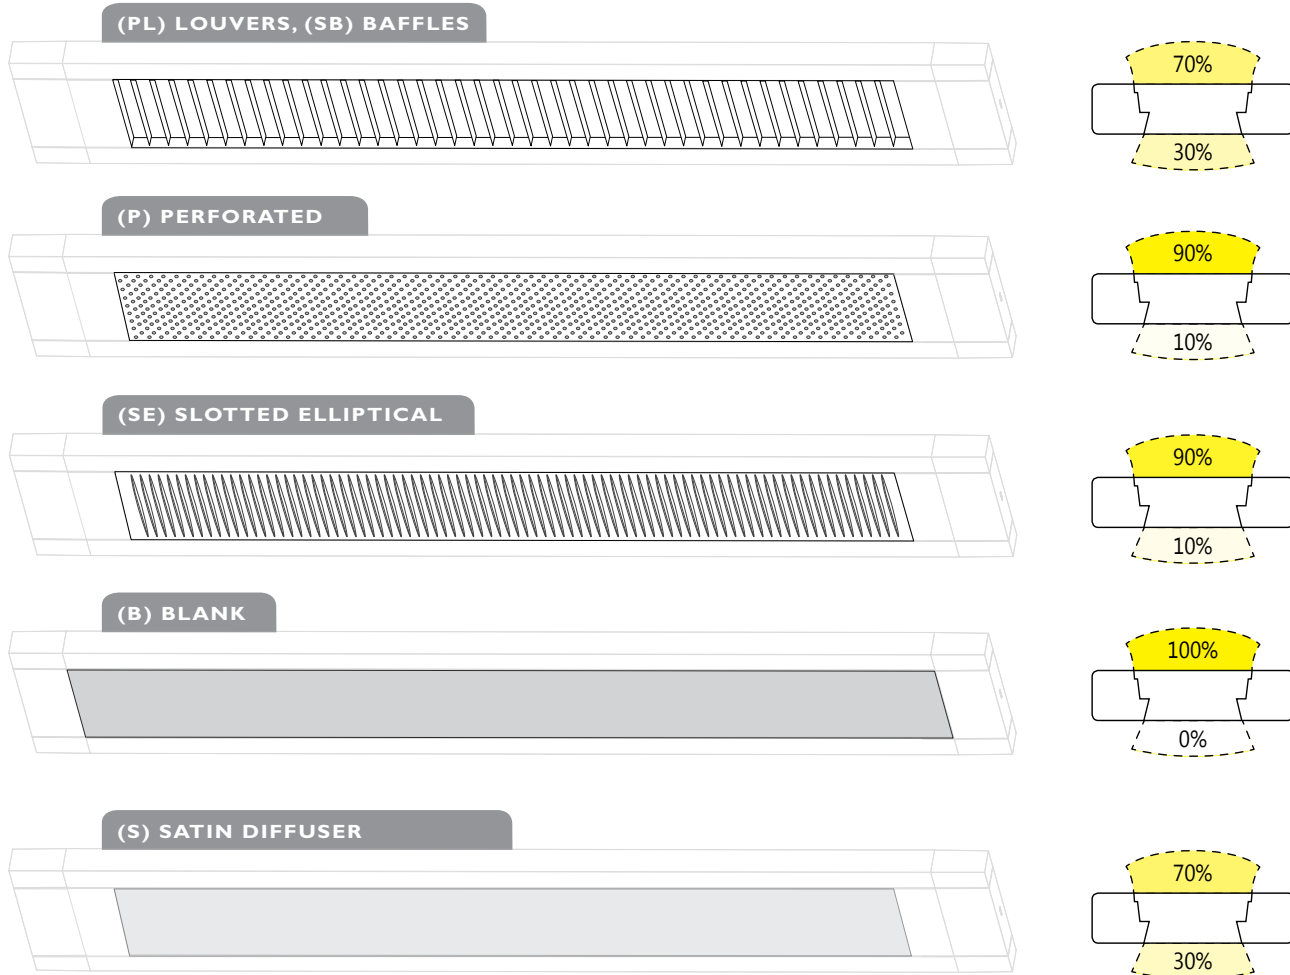 (PL) LOUVERS, (SB) BAFFLES
70%
30%
(P) PERFORATED
90%
10%
(SE) SLOTTED ELLIPTICAL
90%
10%
(B) BLANK
100%
0%
(S) SATIN DIFFUSER
70%
30%